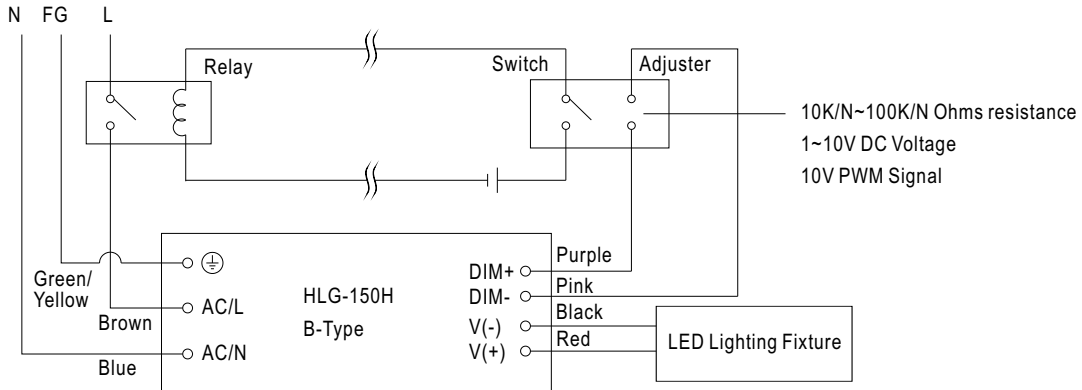 N FG L
Relay
Switch
Adjuster
10K/N~100K/N Ohms resistance
1~10V DC Voltage
10V PWM Signal
Green/
Yellow
Brown
Blue
AC/L
AC/N
HLG-150H
B-Type
DIM+
DIM-
V(-)
V(+)
Purple
Pink
Black
Red
LED Lighting Fixture